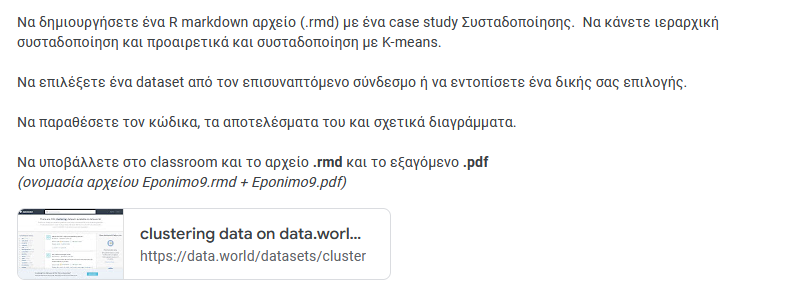 Να δημιουργήσετε ένα R markdown αρχείο (.rmd) με ένα case study Συσταδοποίησης.  Να κάνετε ιεραρχική
συσταδοποίηση και προαιρετικά και συσταδοποίηση με K-means.
Να επιλέξετε ένα dataset από τον επισυναπτόμενο σύνδεσμο ή να εντοπίσετε ένα δικής σας επιλογής.
Να παραθέσετε τον κώδικα, τα αποτελέσματα του και σχετικά διαγράμματα.
Να υποβάλλετε στο classroom και το αρχείο .rmd και το εξαγόμενο .pdf
(ονομασία αρχείου Eponimo9.rmd + Eponimo9.pdf)
clustering data on data.worl...
https://data.world/datasets/cluster